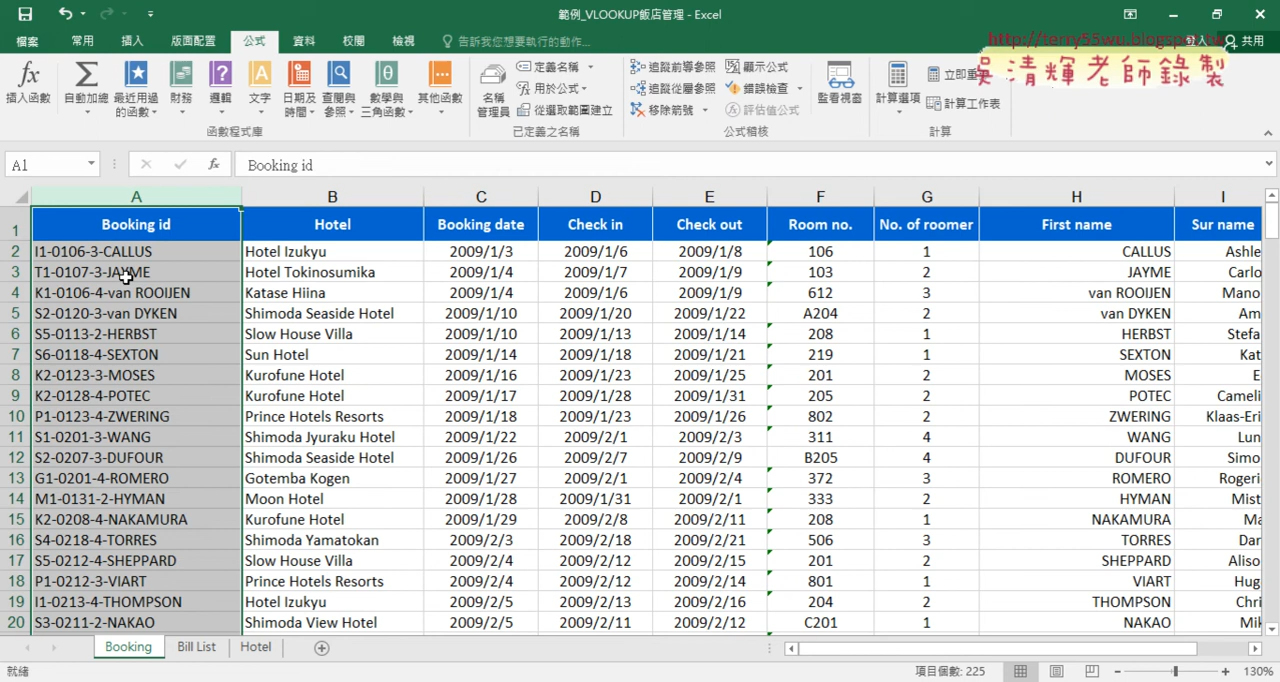 範例_VLOOKUP飯店管理 - Excel
檔案 常用 插入 版面配置 公式 資料 校閱 檢視 告訴我您想要執行的動作... 登入 共用
http://terry55wu.blogspot.tw
吳清輝老師錄製
插入函數 自動加總 最近用過的函數 財務 邏輯 文字 日期及時間 查閱與參照 數學與三角函數 其他函數
函數程式庫
名稱管理員 定義名稱 用於公式 從選取範圍建立
已定義之名稱
追蹤前導參照 追蹤從屬參照 移除箭號 顯示公式 錯誤檢查 評估值公式 監看視窗
公式稽核
計算選項 立即重 計算工作表
計算
A1 fx Booking id
A B C D E F G H I
1 Booking id Hotel Booking date Check in Check out Room no. No. of roomer First name Sur name
2 I1-0106-3-CALLUS Hotel Izukyu 2009/1/3 2009/1/6 2009/1/8 106 1 CALLUS Ashle
3 T1-0107-3-JAYME Hotel Tokinosumika 2009/1/4 2009/1/7 2009/1/9 103 2 JAYME Carlo
4 K1-0106-4-van ROOIJEN Katase Hiina 2009/1/4 2009/1/6 2009/1/9 612 3 van ROOIJEN Mano
5 S2-0120-3-van DYKEN Shimoda Seaside Hotel 2009/1/10 2009/1/20 2009/1/22 A204 2 van DYKEN Am
6 S5-0113-2-HERBST Slow House Villa 2009/1/10 2009/1/13 2009/1/14 208 1 HERBST Stefa
7 S6-0118-4-SEXTON Sun Hotel 2009/1/14 2009/1/18 2009/1/21 219 1 SEXTON Kat
8 K2-0123-3-MOSES Kurofune Hotel 2009/1/16 2009/1/23 2009/1/25 201 2 MOSES E
9 K2-0128-4-POTEC Kurofune Hotel 2009/1/17 2009/1/28 2009/1/31 205 2 POTEC Cameli
10 P1-0123-4-ZWERING Prince Hotels Resorts 2009/1/18 2009/1/23 2009/1/26 802 2 ZWERING Klaas-Eri
11 S1-0201-3-WANG Shimoda Jyuraku Hotel 2009/1/22 2009/2/1 2009/2/3 311 4 WANG Lun
12 S2-0207-3-DUFOUR Shimoda Seaside Hotel 2009/1/26 2009/2/7 2009/2/9 B205 4 DUFOUR Simo
13 G1-0201-4-ROMERO Gotemba Kogen 2009/1/27 2009/2/1 2009/2/4 372 3 ROMERO Rogeri
14 M1-0131-2-HYMAN Moon Hotel 2009/1/28 2009/1/31 2009/2/1 333 2 HYMAN Mist
15 K2-0208-4-NAKAMURA Kurofune Hotel 2009/1/29 2009/2/8 2009/2/11 208 1 NAKAMURA Ma
16 S4-0218-4-TORRES Shimoda Yamatokan 2009/2/3 2009/2/18 2009/2/21 506 3 TORRES Dar
17 S5-0212-4-SHEPPARD Slow House Villa 2009/2/4 2009/2/12 2009/2/15 201 2 SHEPPARD Aliso
18 P1-0212-3-VIART Prince Hotels Resorts 2009/2/4 2009/2/12 2009/2/14 801 1 VIART Hug
19 I1-0213-4-THOMPSON Hotel Izukyu 2009/2/5 2009/2/13 2009/2/16 204 2 THOMPSON Chri
20 S3-0211-2-NAKAO Shimoda View Hotel 2009/2/5 2009/2/11 2009/2/12 C201 2 NAKAO Mik
Booking Bill List Hotel
就緒 項目個數: 225 130%